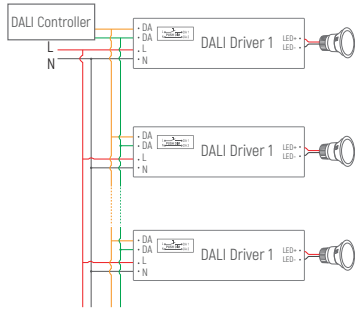 DALI Controller
L
N
DA
DA
L
N
DALI Driver 1
LED+
LED-
DA
DA
L
N
DALI Driver 1
LED+
LED-
DA
DA
L
N
DALI Driver 1
LED+
LED-